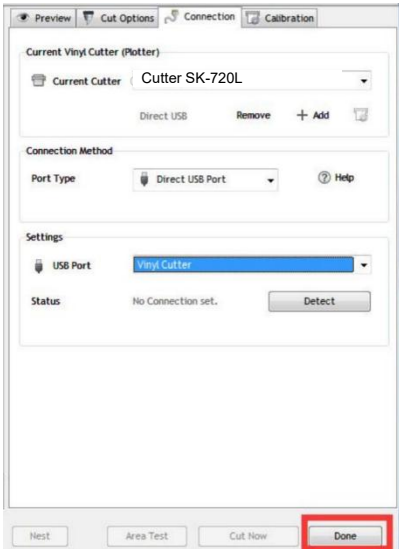 Preview Cut Options Connection Calibration
Current Vinyl Cutter (Plotter)
Current Cutter Cutter SK-720L
Direct USB Remove + Add
Connection Method
Port Type Direct USB Port ? Help
Settings
USB Port Vinyl Cutter
Status No Connection set. Detect
Nest Area Test Cut Now Done